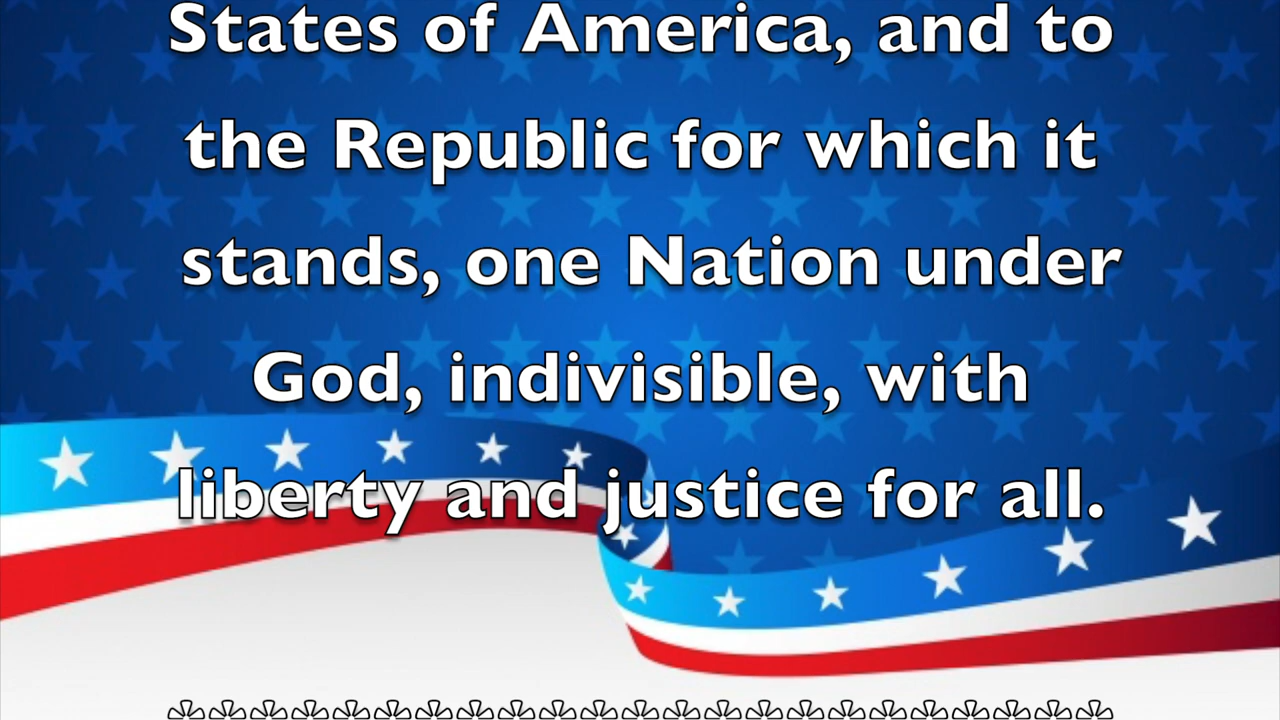 States of America, and to
the Republic for which it
stands, one Nation under
God, indivisible, with
liberty and justice for all.